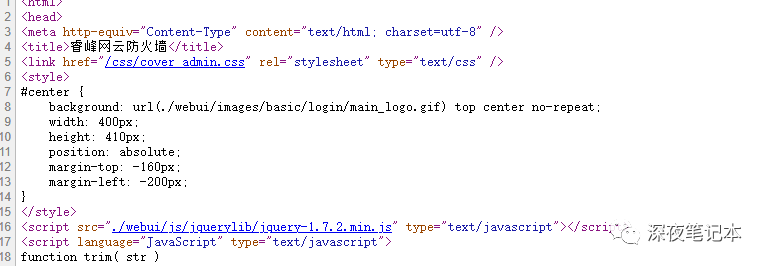 1 <html>
2 <head>
3 <meta http-equiv="Content-Type" content="text/html; charset=utf-8" />
4 <title>睿峰网云防火墙</title>
5 <link href="/css/cover_admin.css" rel="stylesheet" type="text/css" />
6 <style>
7 #center {
8 background: url(./webui/images/basic/login/main_logo.gif) top center no-repeat;
9 width: 400px;
10 height: 410px;
11 position: absolute;
12 margin-top: -160px;
13 margin-left: -200px;
14 }
15 </style>
16 <script src="./webui/js/jquerylib/jquery-1.7.2.min.js" type="text/javascript"></scrip
17 <script language="JavaScript" type="text/javascript">
18 function trim( str )
深夜笔记本